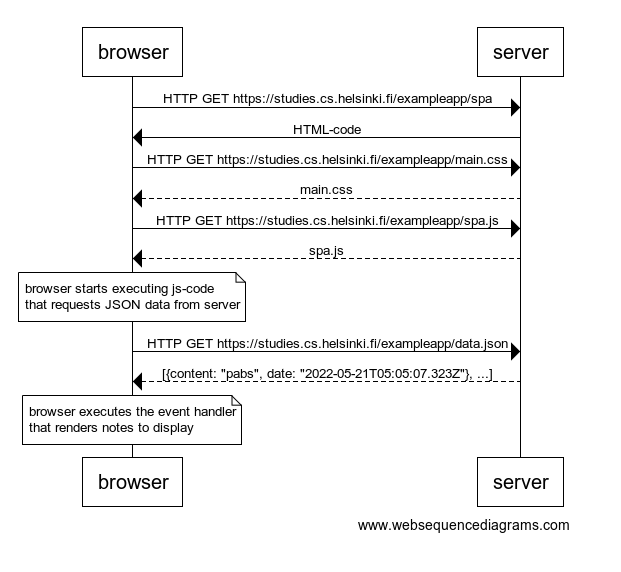 browser
server
HTTP GET https://studies.cs.helsinki.fi/exampleapp/spa
HTML-code
HTTP GET https://studies.cs.helsinki.fi/exampleapp/main.css
main.css
HTTP GET https://studies.cs.helsinki.fi/exampleapp/spa.js
spa.js
browser starts executing js-code
that requests JSON data from server
HTTP GET https://studies.cs.helsinki.fi/exampleapp/data.json
[{content: "pabs", date: "2022-05-21T05:05:07.323Z"}, ...]
browser executes the event handler
that renders notes to display
browser
server
www.websequencediagrams.com